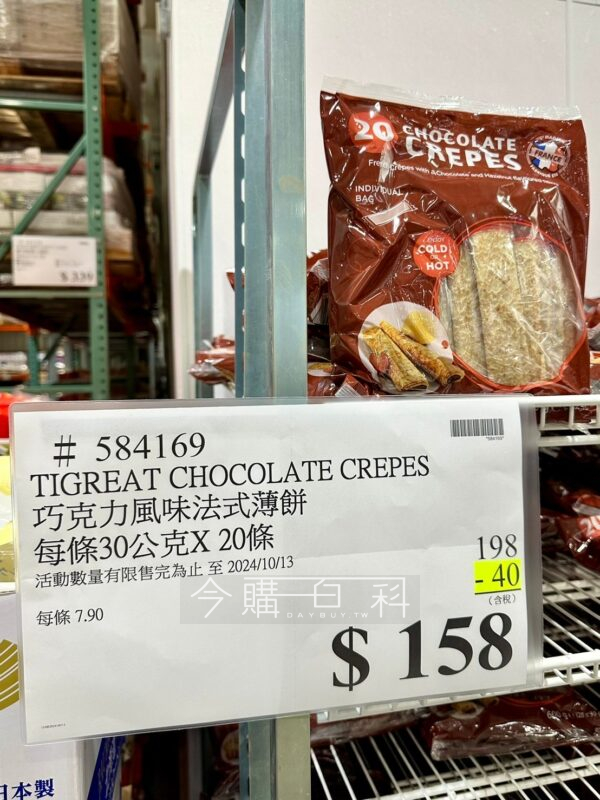 20 CHOCOLATE
CREPES
INDIVIDUAL
BAG
FRANCE
ENJOY
COLD
OR
HOT
$ 339
# 584169
TIGREAT CHOCOLATE CREPES
巧克力風味法式薄餅
每條30公克X 20條
活動數量有限售完為止 至 2024/10/13
每條 7.90
198
- 40
(含稅)
$ 158
今購百科
DAYBUY.TW
日本製